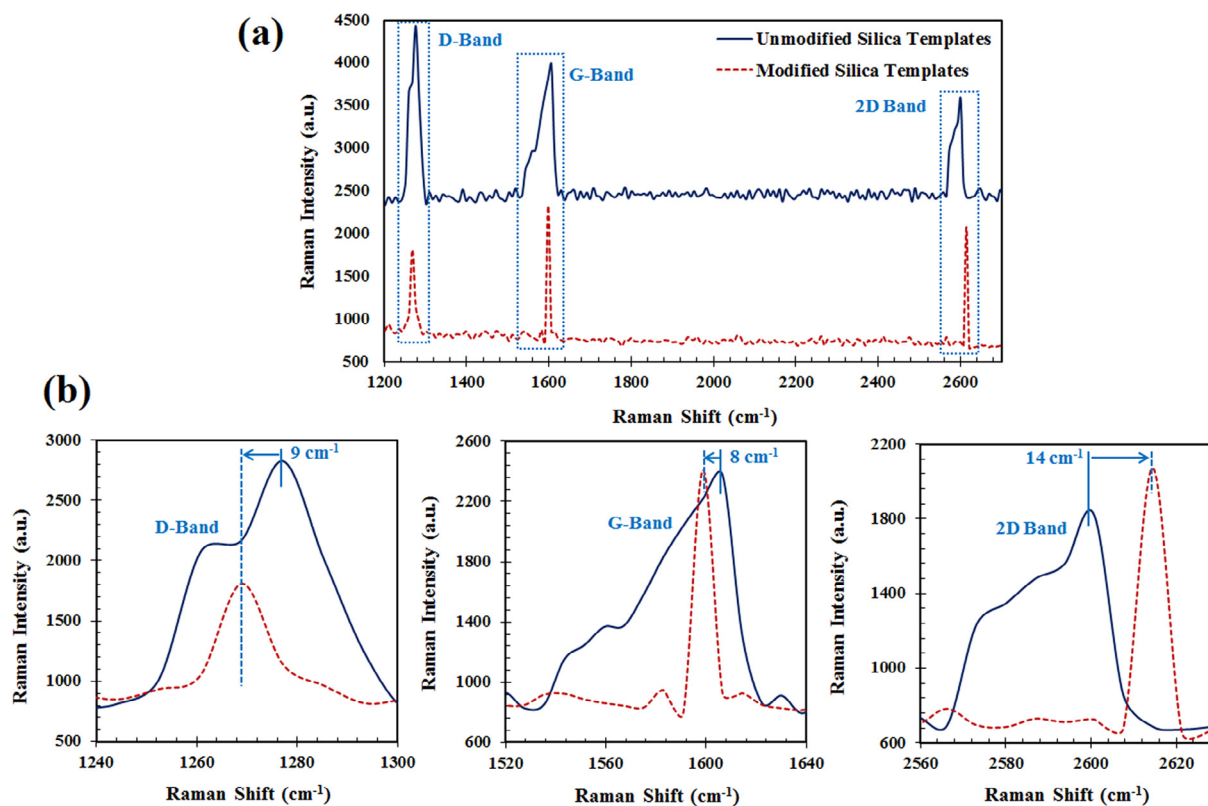 (a)
4500
4000
3500
3000
2500
2000
1500
1000
500
Raman Intensity (a.u.)
D-Band
G-Band
2D Band
Unmodified Silica Templates
Modified Silica Templates
1200 1400 1600 1800 2000 2200 2400 2600
Raman Shift (cm⁻¹)
(b)
3000
2500
2000
1500
1000
500
Raman Intensity (a.u.)
9 cm⁻¹
D-Band
1240 1260 1280 1300
Raman Shift (cm⁻¹)
2600
2200
1800
1400
1000
600
Raman Intensity (a.u.)
8 cm⁻¹
G-Band
1520 1560 1600 1640
Raman Shift (cm⁻¹)
2200
1800
1400
1000
600
Raman Intensity (a.u.)
14 cm⁻¹
2D Band
2560 2580 2600 2620
Raman Shift (cm⁻¹)